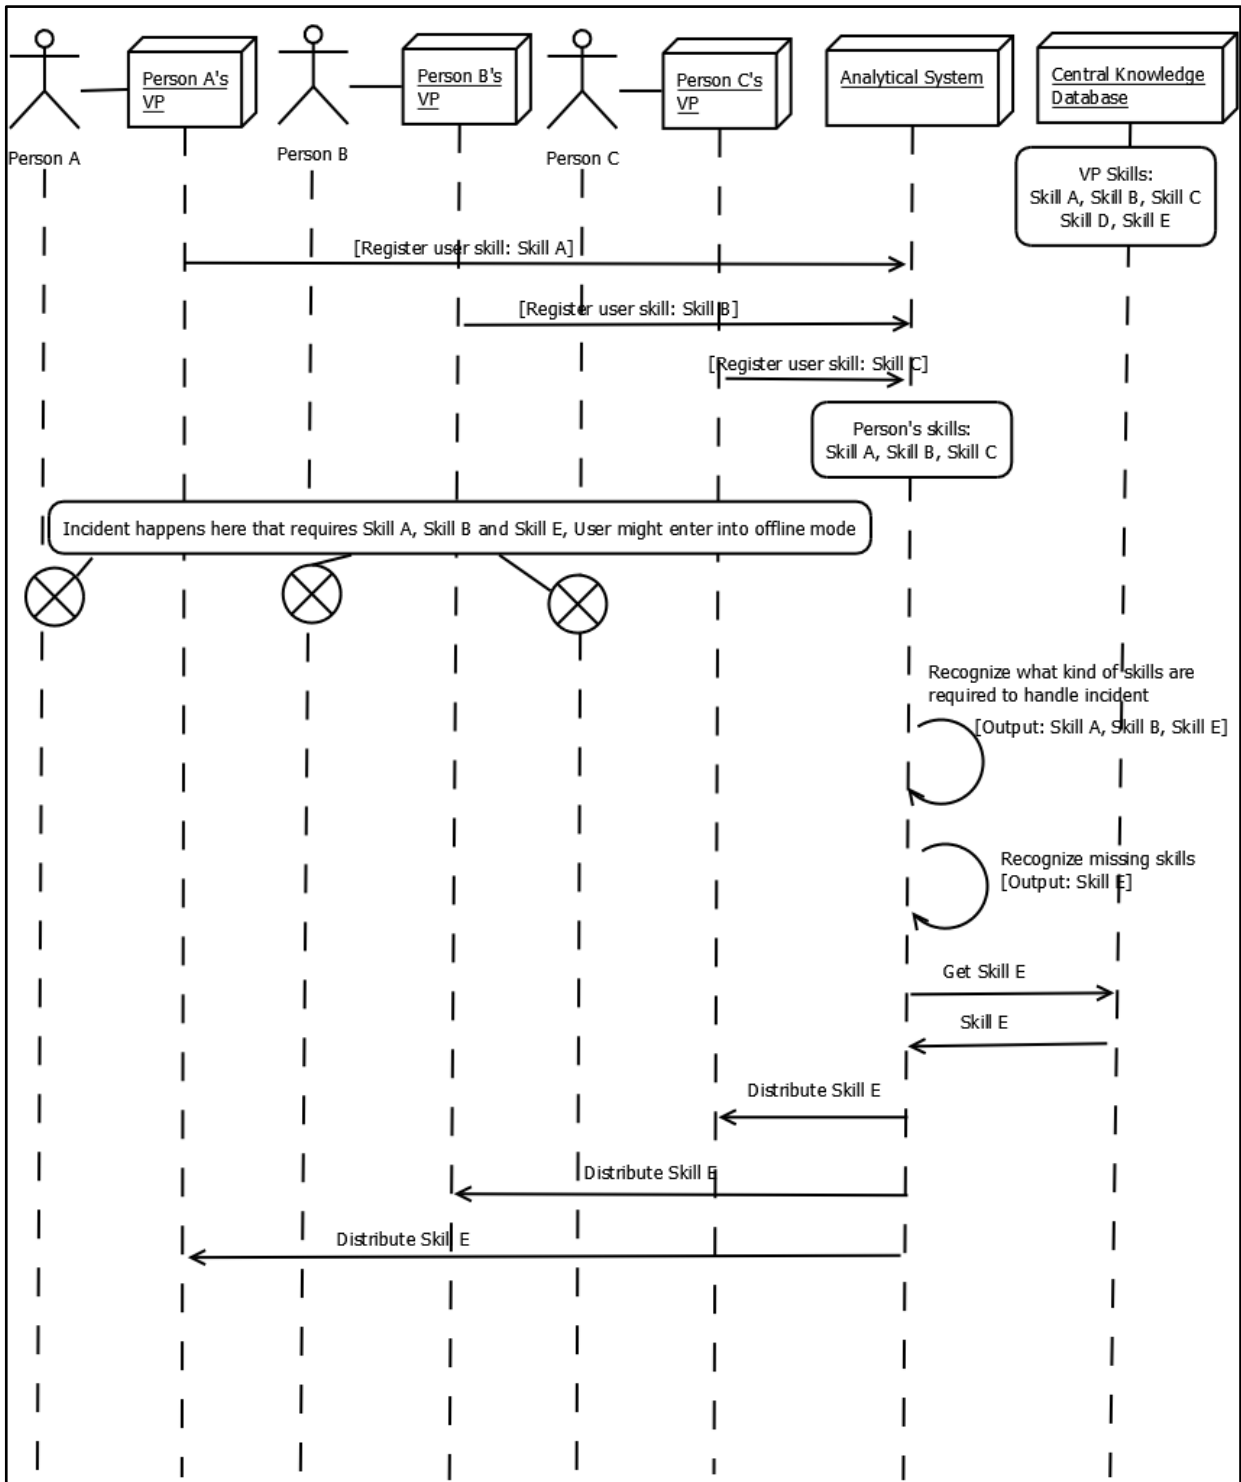 Person A's
VP
Person B's
VP
Person C's
VP
Analytical System
Central Knowledge
Database
Person A
Person B
Person C
VP Skills:
Skill A, Skill B, Skill C
Skill D, Skill E
[Register user skill: Skill A]
[Register user skill: Skill B]
[Register user skill: Skill C]
Person's skills:
Skill A, Skill B, Skill C
Incident happens here that requires Skill A, Skill B and Skill E, User might enter into offline mode
Recognize what kind of skills are
required to handle incident
[Output: Skill A, Skill B, Skill E]
Recognize missing skills
[Output: Skill E]
Get Skill E
Skill E
Distribute Skill E
Distribute Skill E
Distribute Skill E